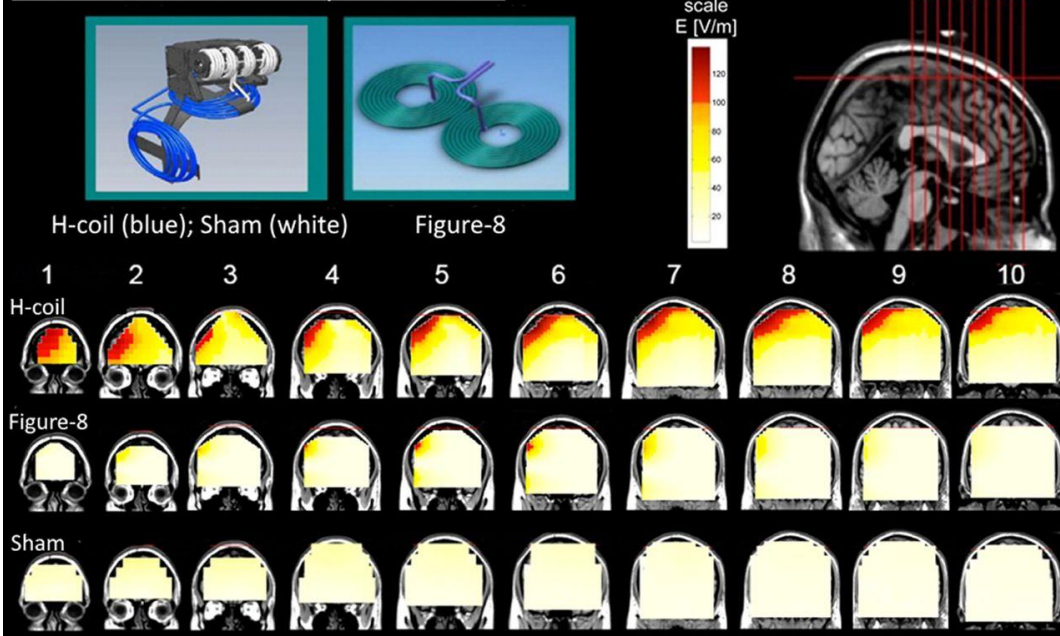 scale
E [V/m]
120
100
80
60
40
20
H-coil (blue); Sham (white)
Figure-8
1 2 3 4 5 6 7 8 9 10
H-coil
Figure-8
Sham